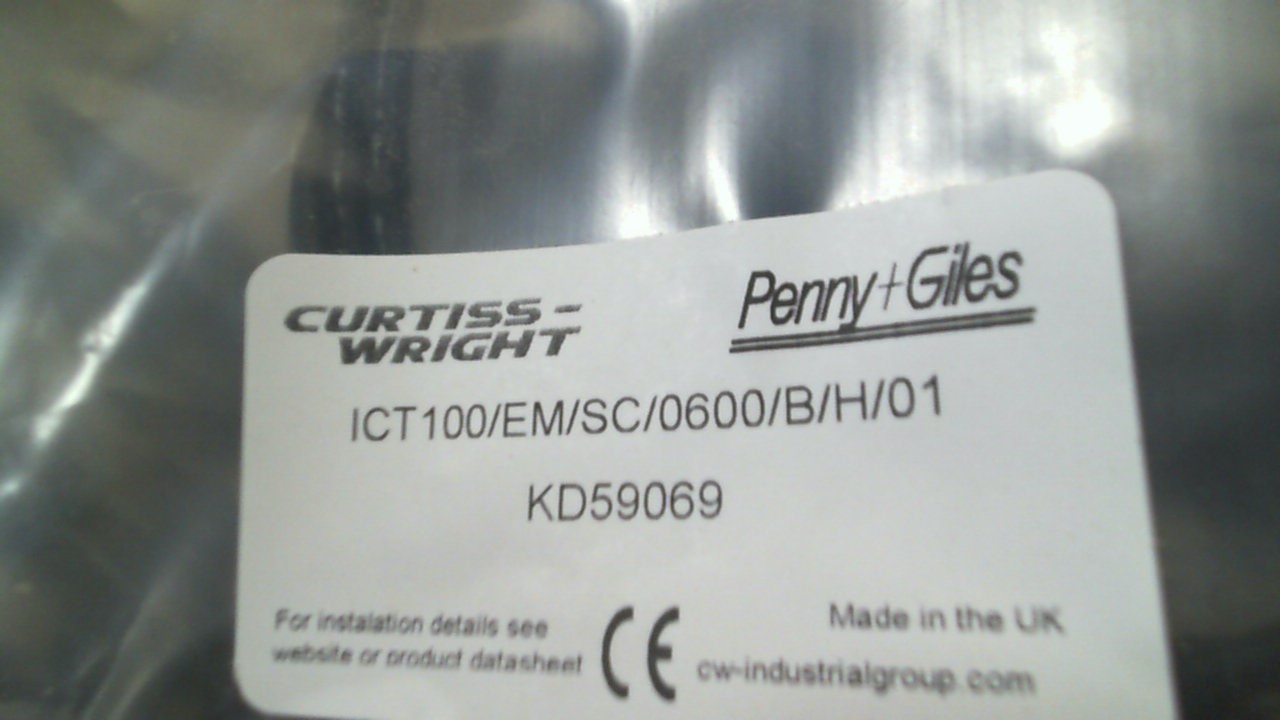 CURTISS-
WRIGHT
Penny+Giles
ICT100/EM/SC/0600/B/H/01
KD59069
For instalation details see
website or product datasheet
CE
Made in the UK
cw-industrialgroup.com